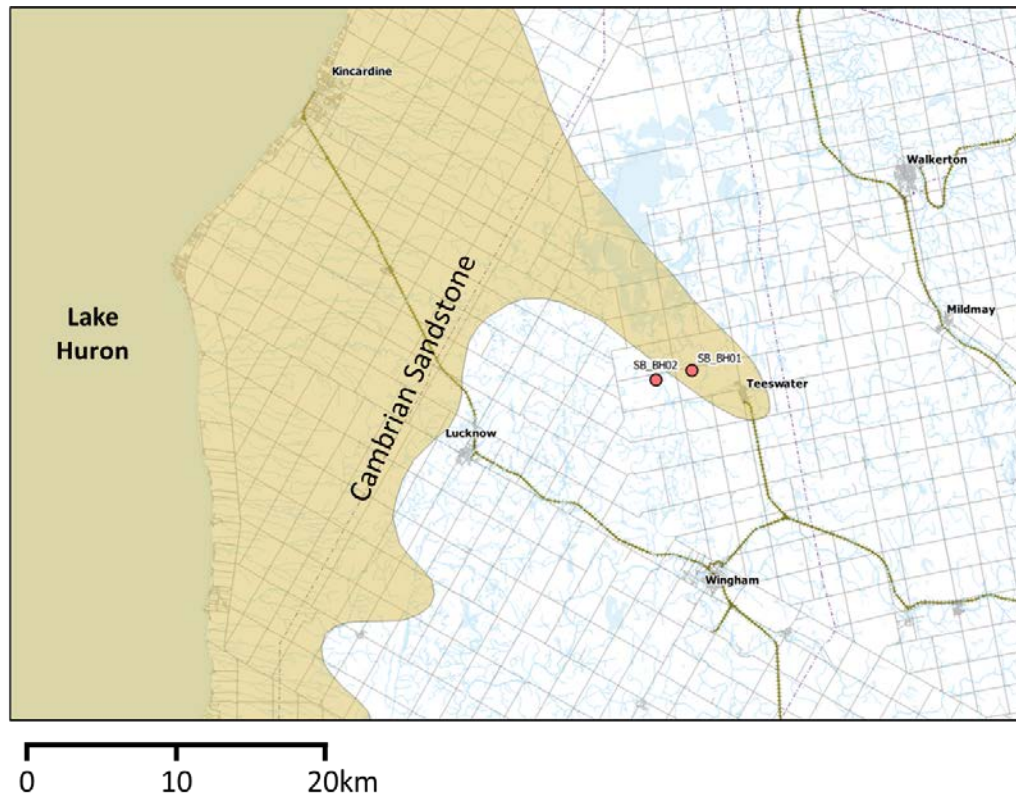 Kincardine
Walkerton
Cambrian Sandstone
Lake
Huron
Mildmay
SB_BH02
SB_BH01
Teeswater
Lucknow
Wingham
0 10 20km